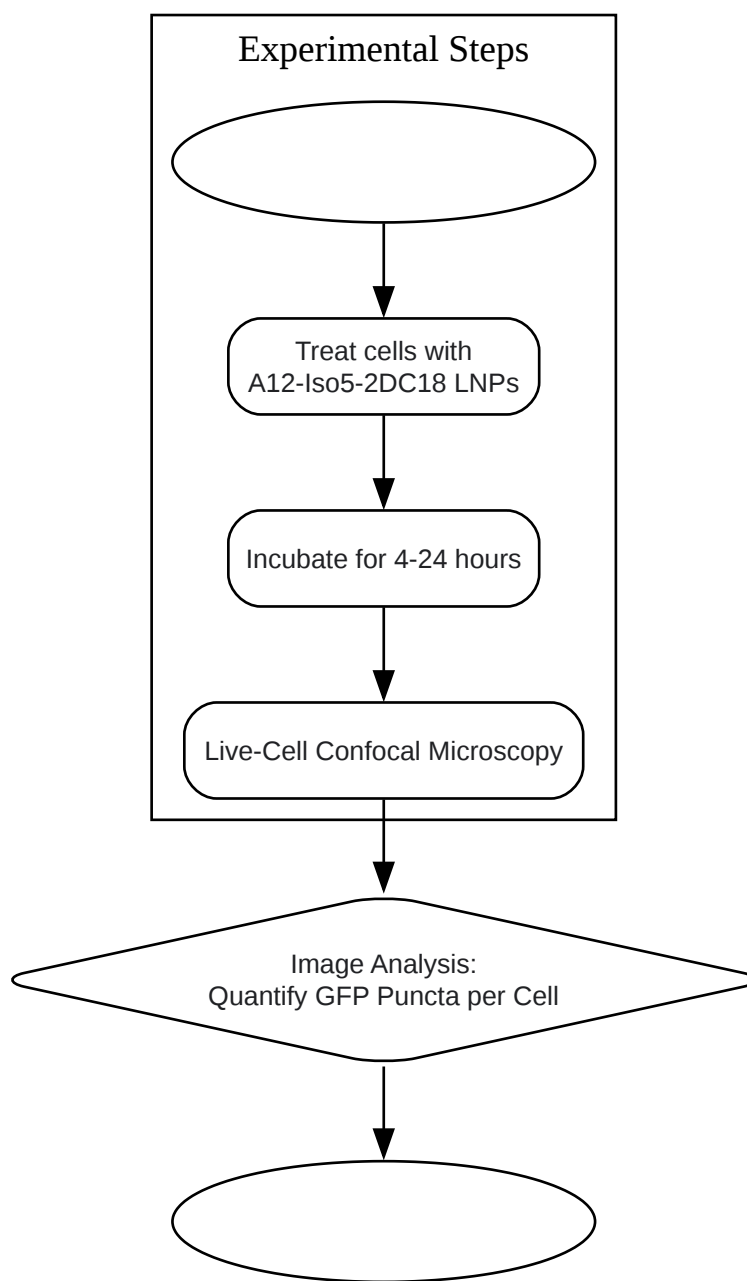 Experimental Steps
Treat cells with
A12-Iso5-2DC18 LNPs
Incubate for 4-24 hours
Live-Cell Confocal Microscopy
Image Analysis:
Quantify GFP Puncta per Cell